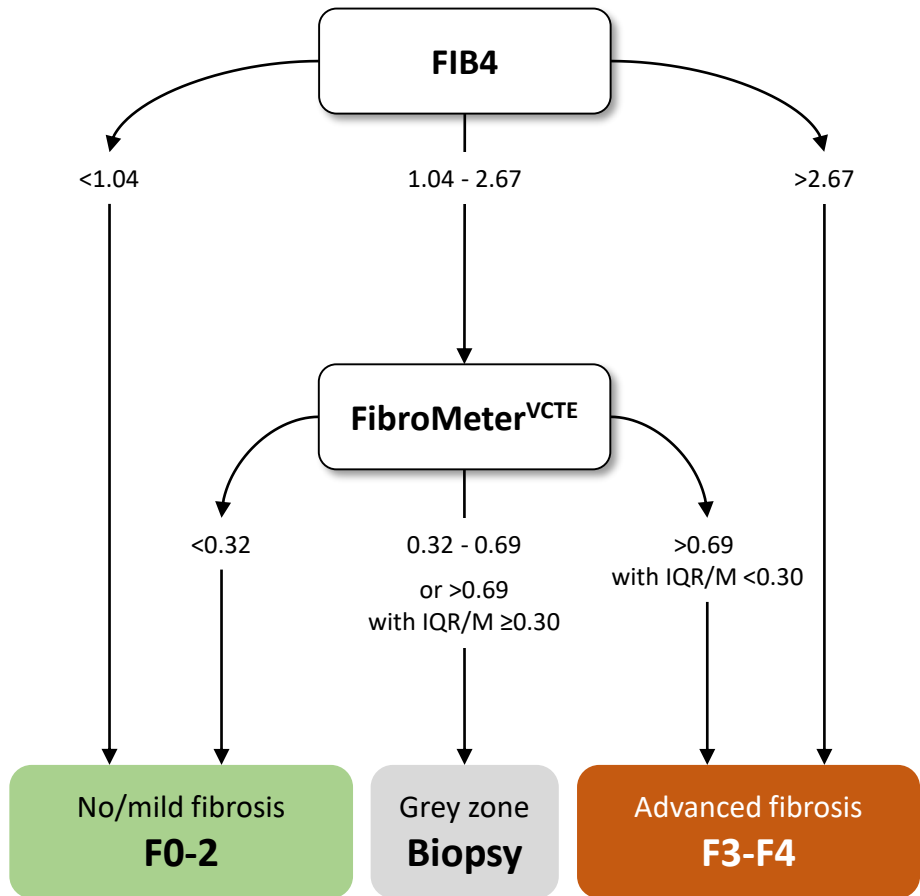 FIB4
<1.04
1.04 - 2.67
>2.67
FibroMeterVCTE
<0.32
0.32 - 0.69
or >0.69
with IQR/M ≥0.30
>0.69
with IQR/M <0.30
No/mild fibrosis
F0-2
Grey zone
Biopsy
Advanced fibrosis
F3-F4